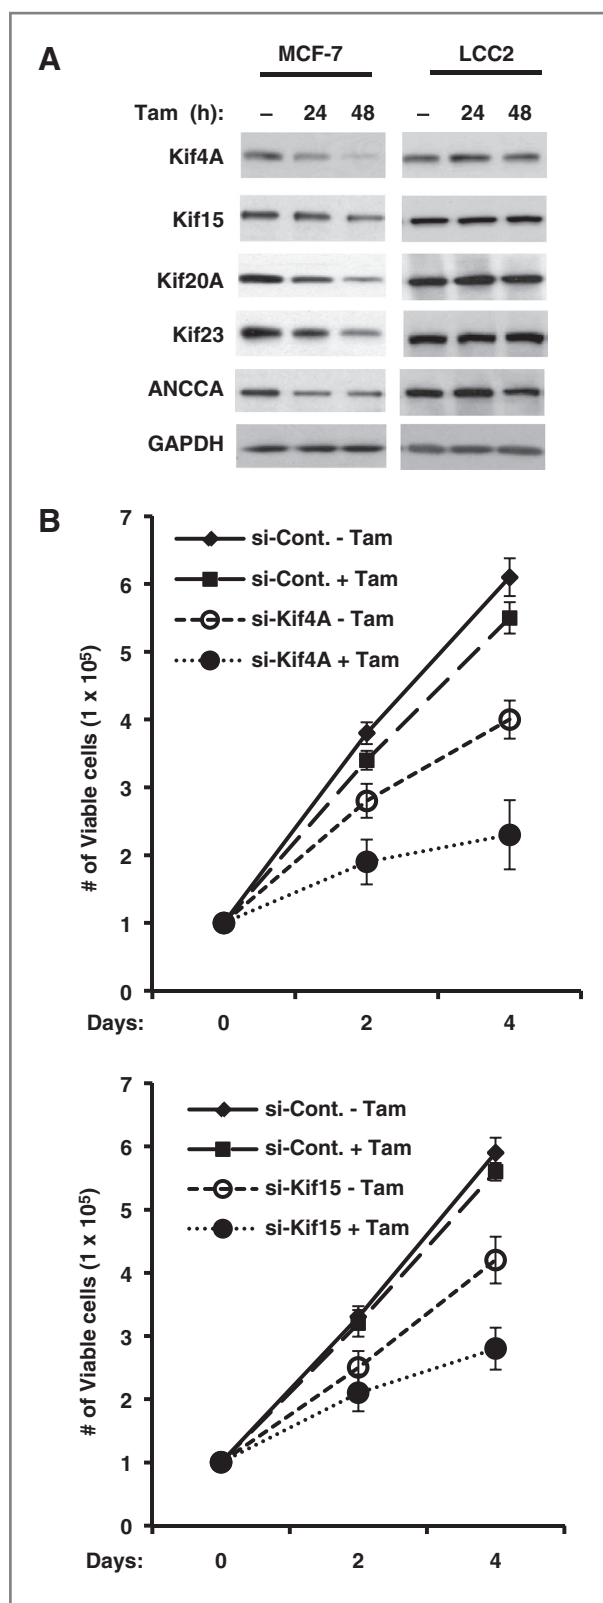 A
MCF-7 LCC2
Tam (h): – 24 48 – 24 48
Kif4A
Kif15
Kif20A
Kif23
ANCCA
GAPDH
B
7
6
5
4
3
2
1
0
# of Viable cells (1 x 10⁵)
si-Cont. - Tam
si-Cont. + Tam
si-Kif4A - Tam
si-Kif4A + Tam
Days: 0 2 4
7
6
5
4
3
2
1
0
# of Viable cells (1 x 10⁵)
si-Cont. - Tam
si-Cont. + Tam
si-Kif15 - Tam
si-Kif15 + Tam
Days: 0 2 4